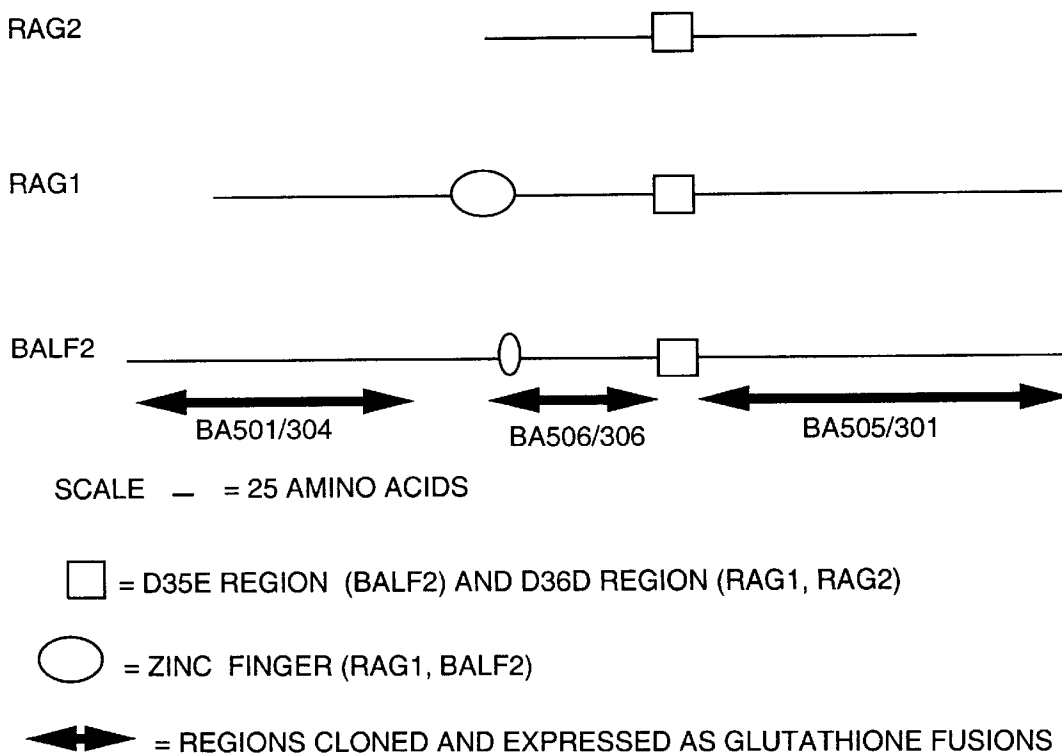 RAG2
RAG1
BALF2
BA501/304
BA506/306
BA505/301
SCALE — = 25 AMINO ACIDS
= D35E REGION (BALF2) AND D36D REGION (RAG1, RAG2)
= ZINC FINGER (RAG1, BALF2)
= REGIONS CLONED AND EXPRESSED AS GLUTATHIONE FUSIONS